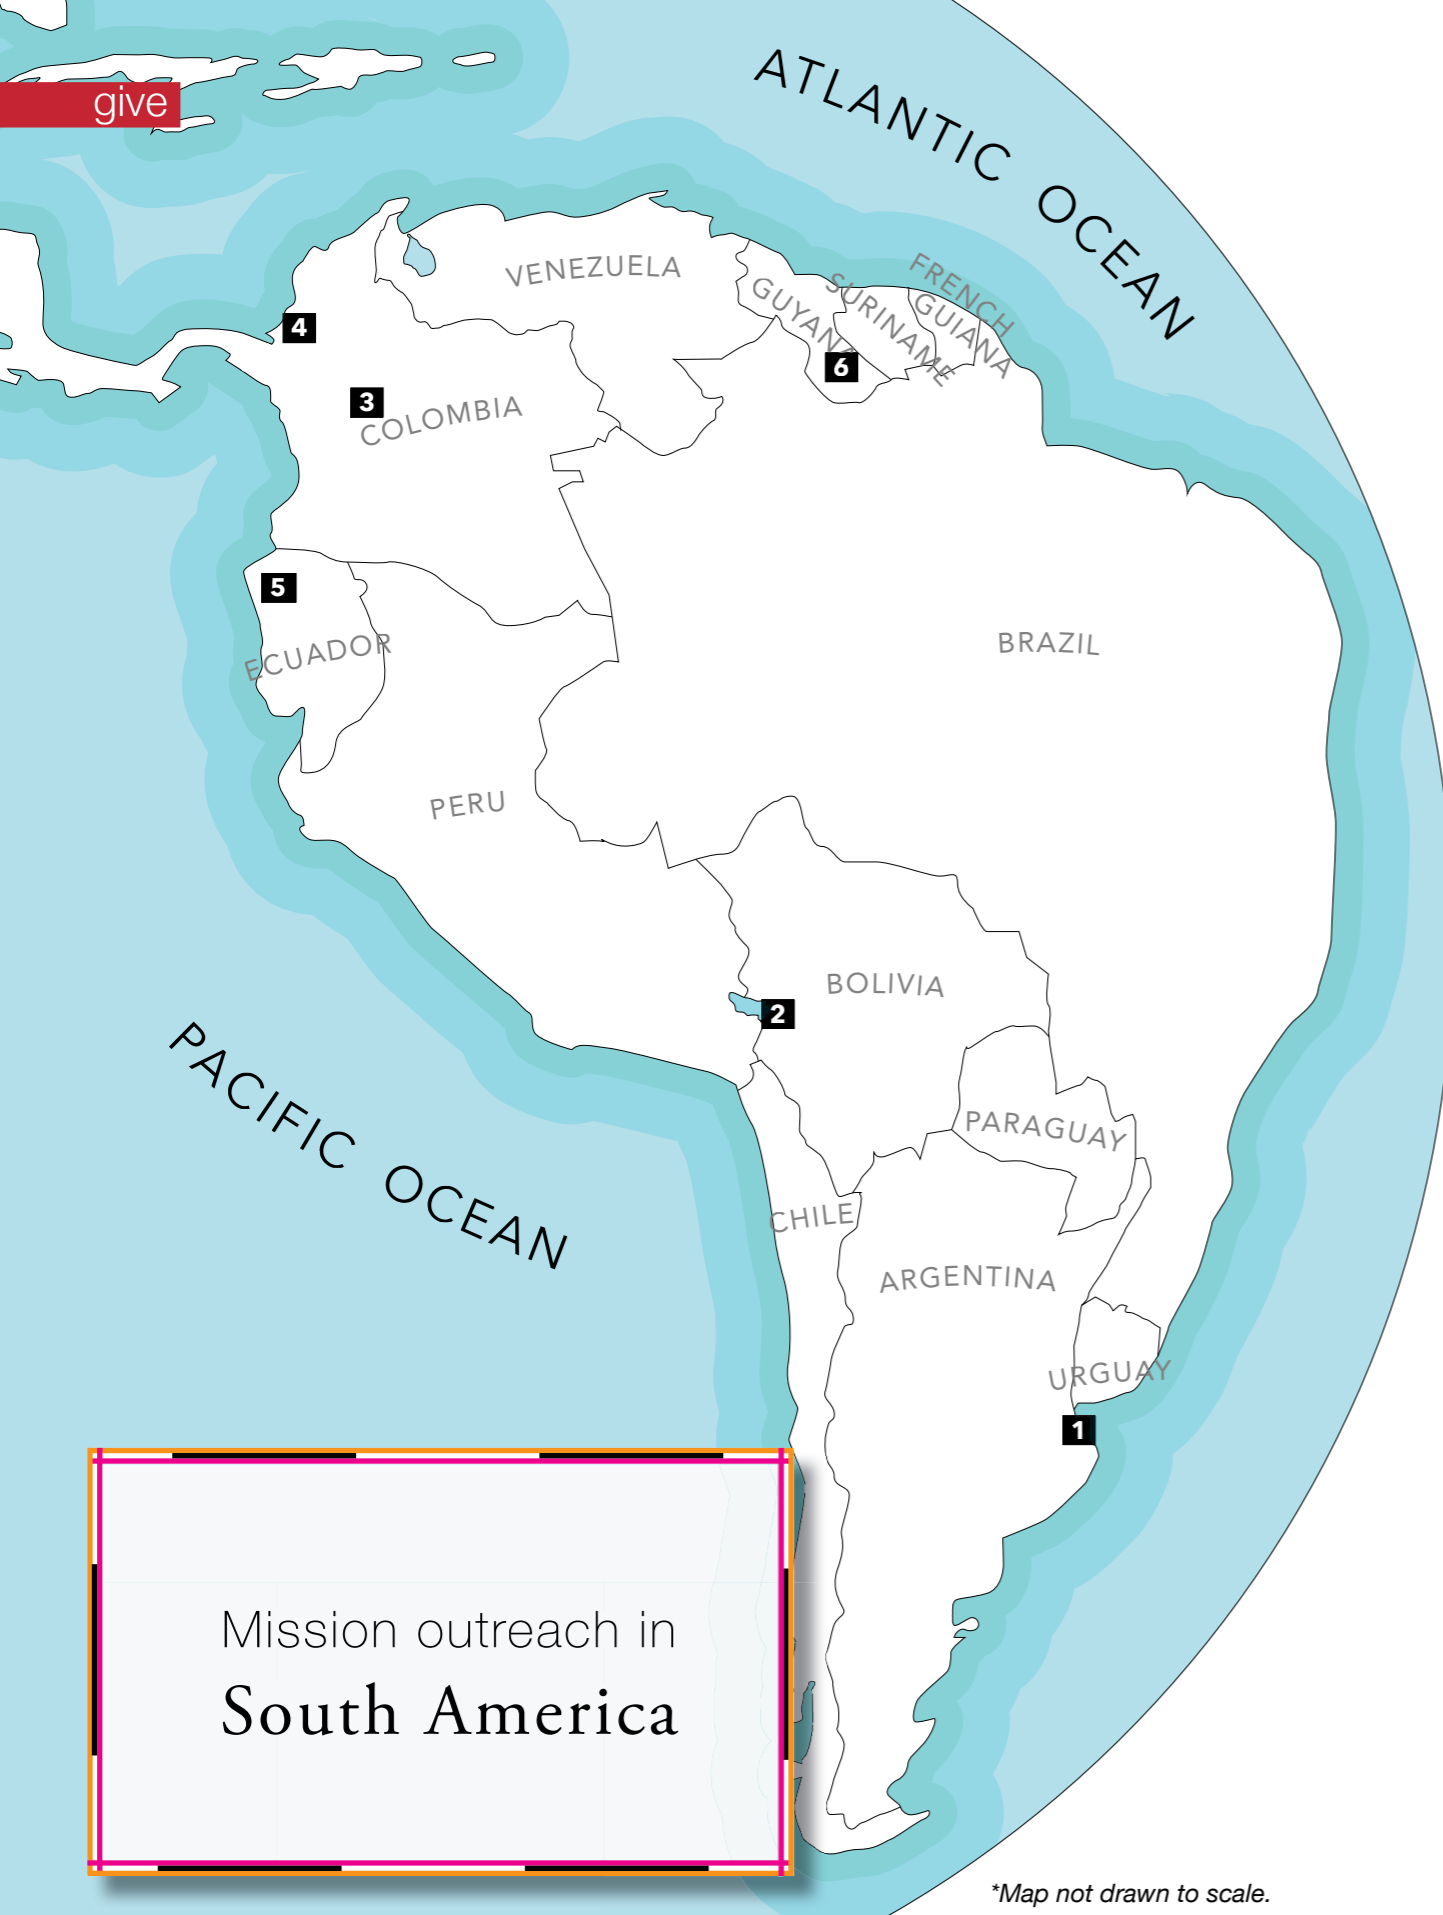 give
ATLANTIC OCEAN
VENEZUELA
GUYANA
SURINAME
FRENCH
GUIANA
4
6
3
COLOMBIA
5
ECUADOR
BRAZIL
PERU
BOLIVIA
2
PACIFIC OCEAN
PARAGUAY
CHILE
ARGENTINA
URGUAY
1
Mission outreach in
South America
*Map not drawn to scale.